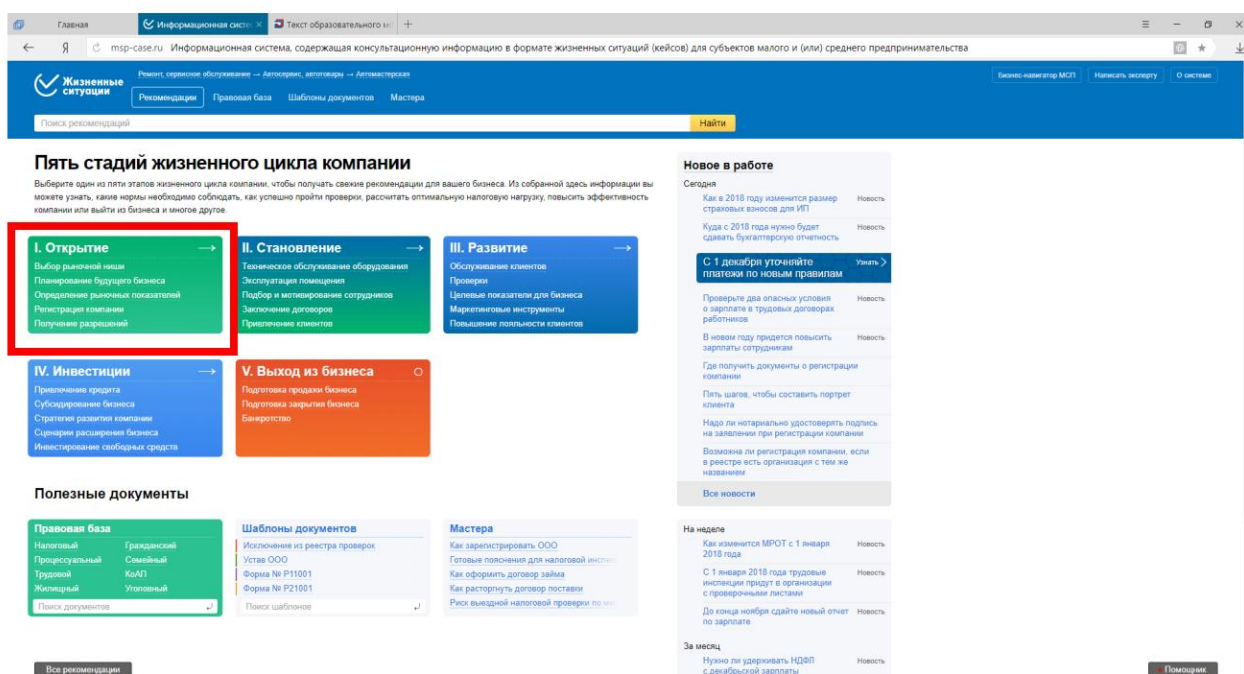 Главная
Информационная систе
Текст образовательного м
Я
msp-case.ru Информационная система, содержащая консультационную информацию в формате жизненных ситуаций (кейсов) для субъектов малого и (или) среднего предпринимательства
Жизненные ситуации
Ремонт, сервисное обслуживание → Автосервис, автотовары → Автомастерская
Рекомендации Правовая база Шаблоны документов Мастера
Бизнес-навигатор МСП Написать эксперту О системе
Поиск рекомендаций
Найти
Пять стадий жизненного цикла компании
Выберите один из пяти этапов жизненного цикла компании, чтобы получать свежие рекомендации для вашего бизнеса. Из собранной здесь информации вы
можете узнать, какие нормы необходимо соблюдать, как успешно пройти проверки, рассчитать оптимальную налоговую нагрузку, повысить эффективность
компании или выйти из бизнеса и многое другое.
I. Открытие →
Выбор рыночной ниши
Планирование будущего бизнеса
Определение рыночных показателей
Регистрация компании
Получение разрешений
II. Становление →
Техническое обслуживание оборудования
Эксплуатация помещения
Подбор и мотивирование сотрудников
Заключение договоров
Привлечение клиентов
III. Развитие →
Обслуживание клиентов
Проверки
Целевые показатели для бизнеса
Маркетинговые инструменты
Повышение лояльности клиентов
IV. Инвестиции →
Привлечение кредита
Субсидирование бизнеса
Стратегия развития компании
Сценарии расширения бизнеса
Инвестирование свободных средств
V. Выход из бизнеса
Подготовка продажи бизнеса
Подготовка закрытия бизнеса
Банкротство
Полезные документы
Правовая база
Налоговый Гражданский
Процессуальный Семейный
Трудовой КоАП
Жилищный Уголовный
Поиск документов
Шаблоны документов
Исключение из реестра проверок
Устав ООО
Форма № Р11001
Форма № Р21001
Поиск шаблонов
Мастера
Как зарегистрировать ООО
Готовые пояснения для налоговой инспе
Как оформить договор займа
Как расторгнуть договор поставки
Риск выездной налоговой проверки по
Все рекомендации
Новое в работе
Сегодня
Как в 2018 году изменится размер Новость
страховых взносов для ИП
Куда с 2018 года нужно будет Новость
сдавать бухгалтерскую отчетность
С 1 декабря уточняйте Узнать
платежи по новым правилам
Проверьте два опасных условия Новость
о зарплате в трудовых договорах
работников
В новом году придется повысить Новость
зарплаты сотрудникам
Где получить документы о регистрации
компании
Пять шагов, чтобы составить портрет
клиента
Надо ли нотариально удостоверять подпись
на заявлении при регистрации компании
Возможна ли регистрация компании, если
в реестре есть организация с тем же
названием
Все новости
На неделе
Как изменится МРОТ с 1 января Новость
2018 года
С 1 января 2018 года трудовые Новость
инспекции придут в организации
с проверочными листами
До конца ноября сдайте новый отчет Новость
по зарплате
За месяц
Нужно ли удерживать НДФЛ Новость
с декабрьской зарплаты
Помощник